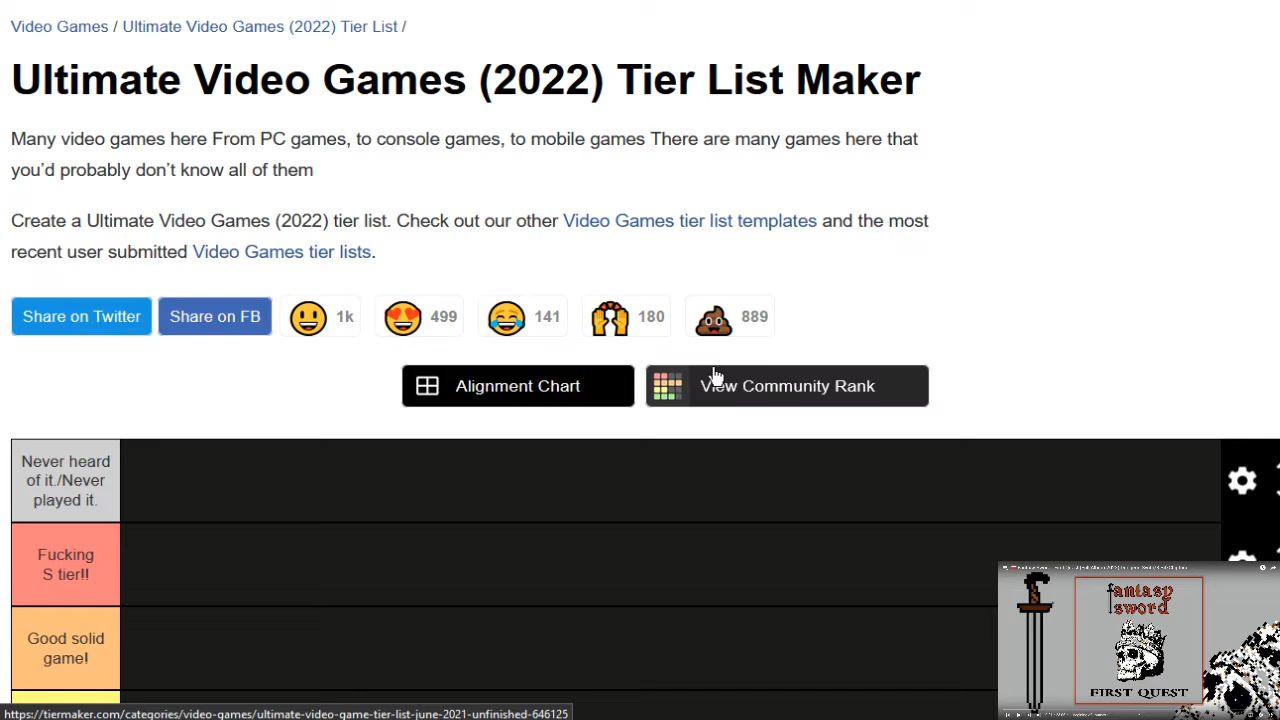 Video Games / Ultimate Video Games (2022) Tier List /
Ultimate Video Games (2022) Tier List Maker
Many video games here From PC games, to console games, to mobile games There are many games here that
you'd probably don't know all of them
Create a Ultimate Video Games (2022) tier list. Check out our other Video Games tier list templates and the most
recent user submitted Video Games tier lists.
Share on Twitter
Share on FB
1k
499
141
180
889
Alignment Chart
View Community Rank
Never heard
of it./Never
played it.
Fucking
S tier!!
Good solid
game!
fantasy
sword
FIRST QUEST
https://tiermaker.com/categories/video-games/ultimate-video-game-tier-list-june-2021-unfinished-646125